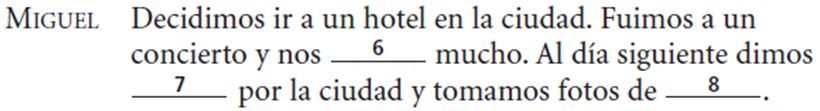 MIGUEL Decidimos ir a un hotel en la ciudad. Fuimos a un
concierto y nos 6 mucho. Al día siguiente dimos
7 por la ciudad y tomamos fotos de 8.